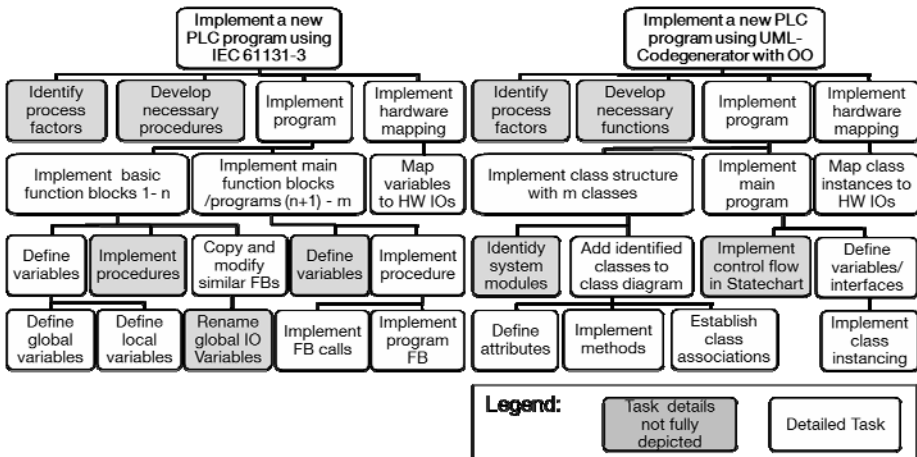 Implement a new
PLC program using
IEC 61131-3
Implement a new PLC
program using UML-
Codegenerator with OO
Identify
process
factors
Develop
necessary
procedures
Implement
program
Implement
hardware
mapping
Identify
process
factors
Develop
necessary
functions
Implement
program
Implement
hardware
mapping
Implement basic
function blocks 1- n
Implement main
function blocks
/programs (n+1) - m
Map
variables
to HW IOs
Implement class structure
with m classes
Implement
main
program
Map class
instances to
HW IOs
Define
variables
Implement
procedures
Copy and
modify
similar FBs
Define
variables
Implement
procedure
Identidy
system
modules
Add identified
classes to
class diagram
Implement
control flow
in Statechart
Define
variables/
interfaces
Define
global
variables
Define
local
variables
Rename
global IO
Variables
Implement
FB calls
Implement
program
FB
Define
attributes
Implement
methods
Establish
class
associations
Implement
class
instancing
Legend:
Task details
not fully
depicted
Detailed Task